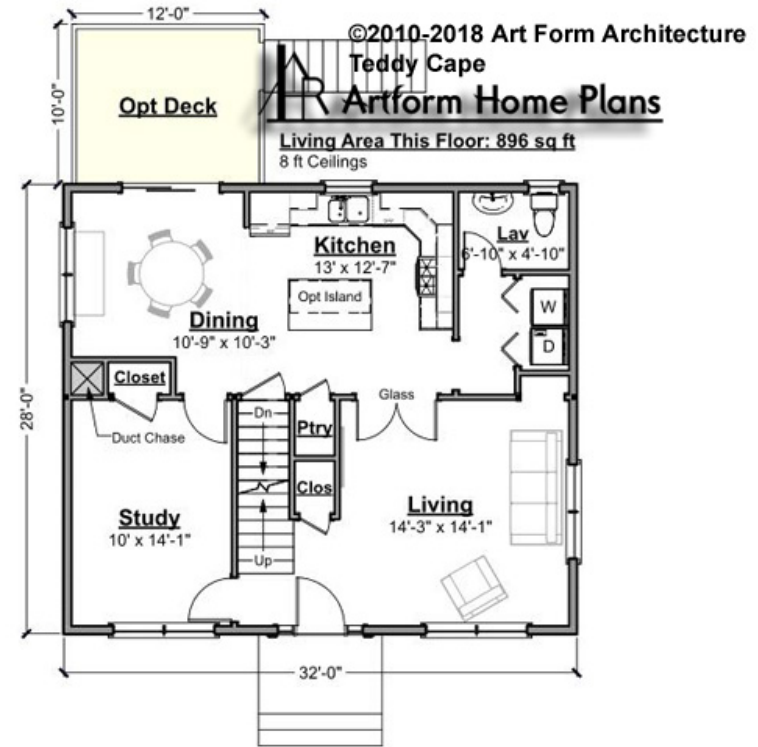 12'-0"
©2010-2018 Art Form Architecture
Teddy Cape
Artform Home Plans
10'-0"
Opt Deck
Living Area This Floor: 896 sq ft
8 ft Ceilings
Kitchen
13' x 12'-7"
Lav
6'-10" x 4'-10"
Opt Island
W
D
Dining
10'-9" x 10'-3"
Closet
Duct Chase
Dn
Ptry
Glass
28'-0"
Clos
Study
10' x 14'-1"
Living
14'-3" x 14'-1"
Up
32'-0"